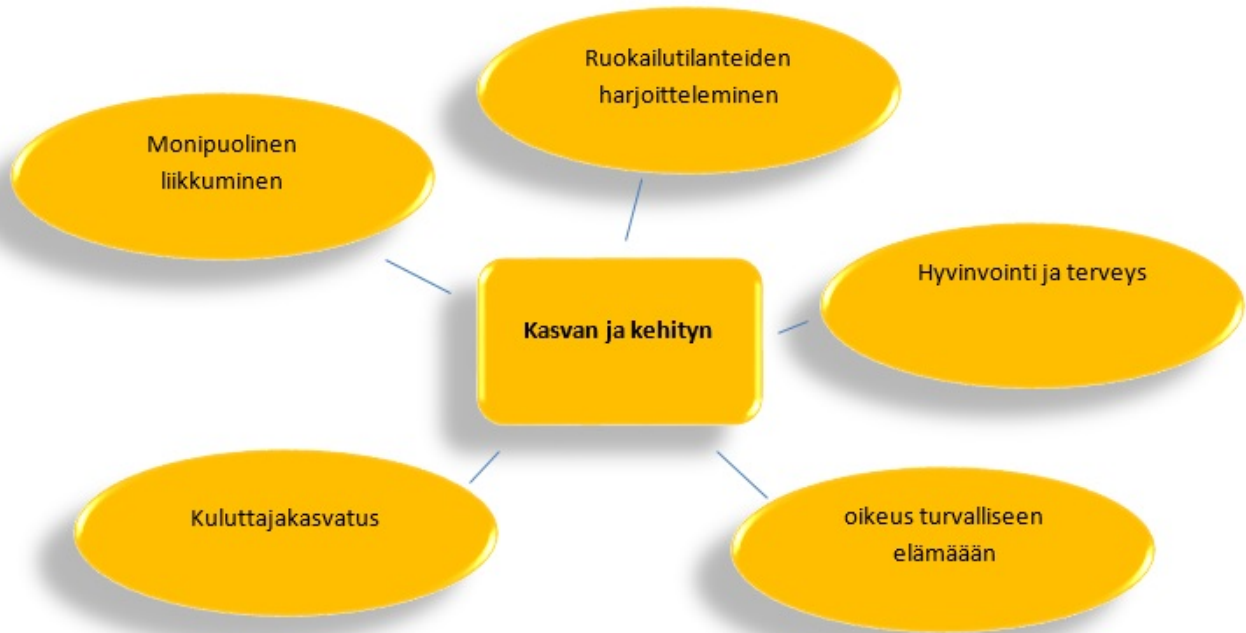 Ruokailutilanteiden
harjoitteleminen
Monipuolinen
liikkuminen
Hyvinvointi ja terveys
Kasvan ja kehityn
Kuluttajakasvatus
oikeus turvalliseen
elämäään